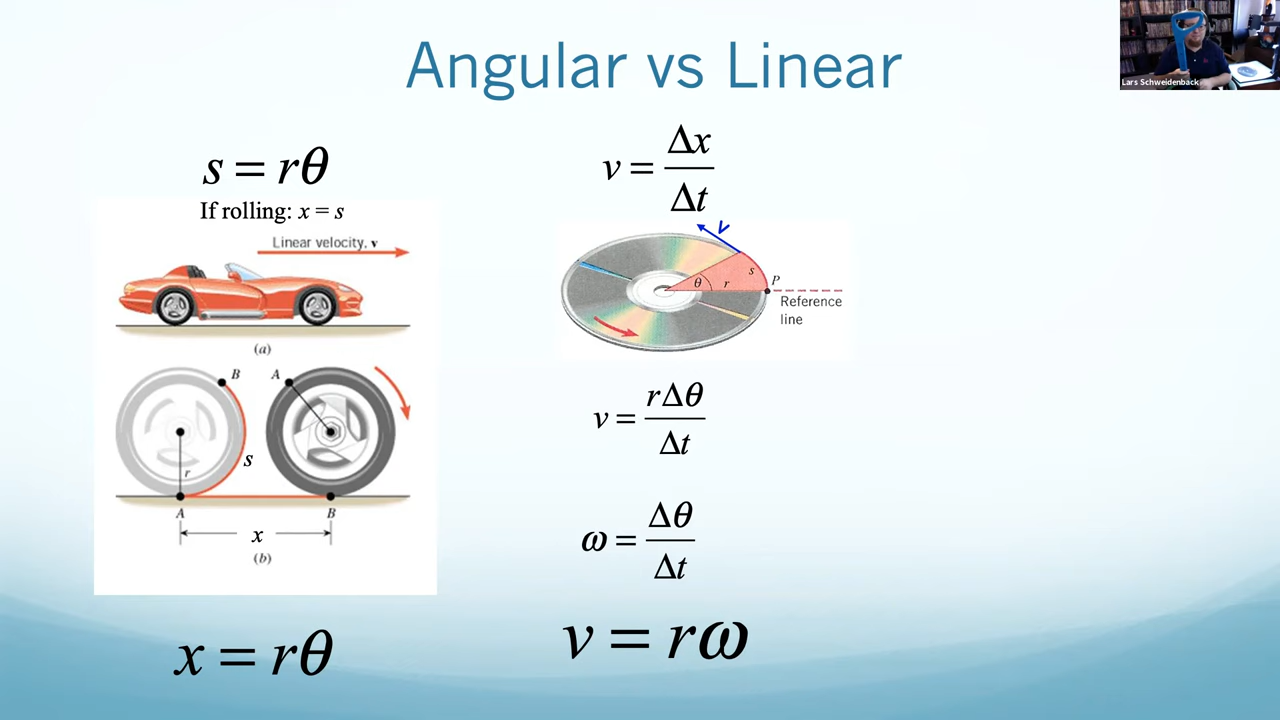 Angular vs Linear
Lars Schweidenback
s = rθ
If rolling: x = s
Linear velocity, v
(a)
B
A
s
r
A
B
x
(b)
x = rθ
v = Δx/Δt
v
s
P
θ
r
Reference
line
v = rΔθ/Δt
ω = Δθ/Δt
v = rω